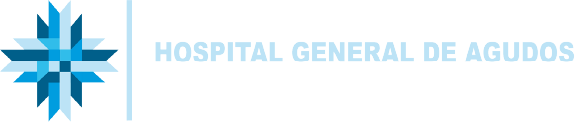 HOSPITAL GENERAL DE AGUDOS